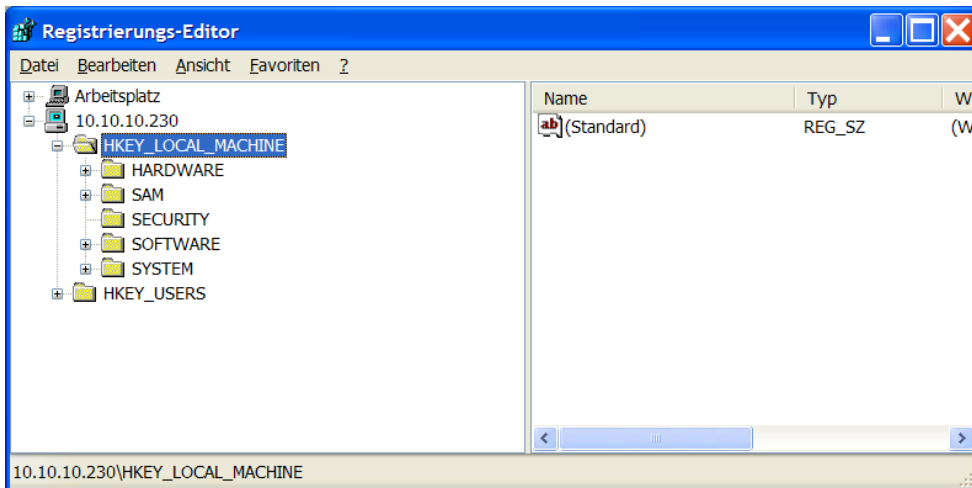 Registrierungs-Editor
Datei Bearbeiten Ansicht Favoriten ?
Arbeitsplatz
10.10.10.230
HKEY_LOCAL_MACHINE
HARDWARE
SAM
SECURITY
SOFTWARE
SYSTEM
HKEY_USERS
Name Typ W
ab (Standard) REG_SZ (W
10.10.10.230\HKEY_LOCAL_MACHINE